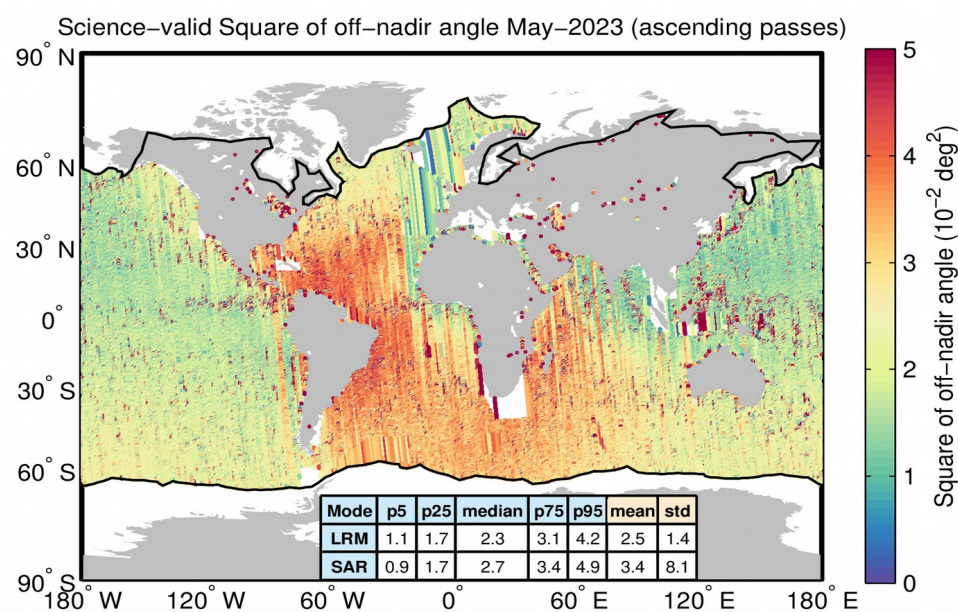 Science−valid Square of off−nadir angle May−2023 (ascending passes)
90° N
60° N
30° N
0°
30° S
60° S
90° S
180° W 120° W 60° W 0° 60° E 120° E 180° E
Mode p5 p25 median p75 p95 mean std
LRM 1.1 1.7 2.3 3.1 4.2 2.5 1.4
SAR 0.9 1.7 2.7 3.4 4.9 3.4 8.1
5
4
3
2
1
0
Square of off−nadir angle (10⁻² deg²)